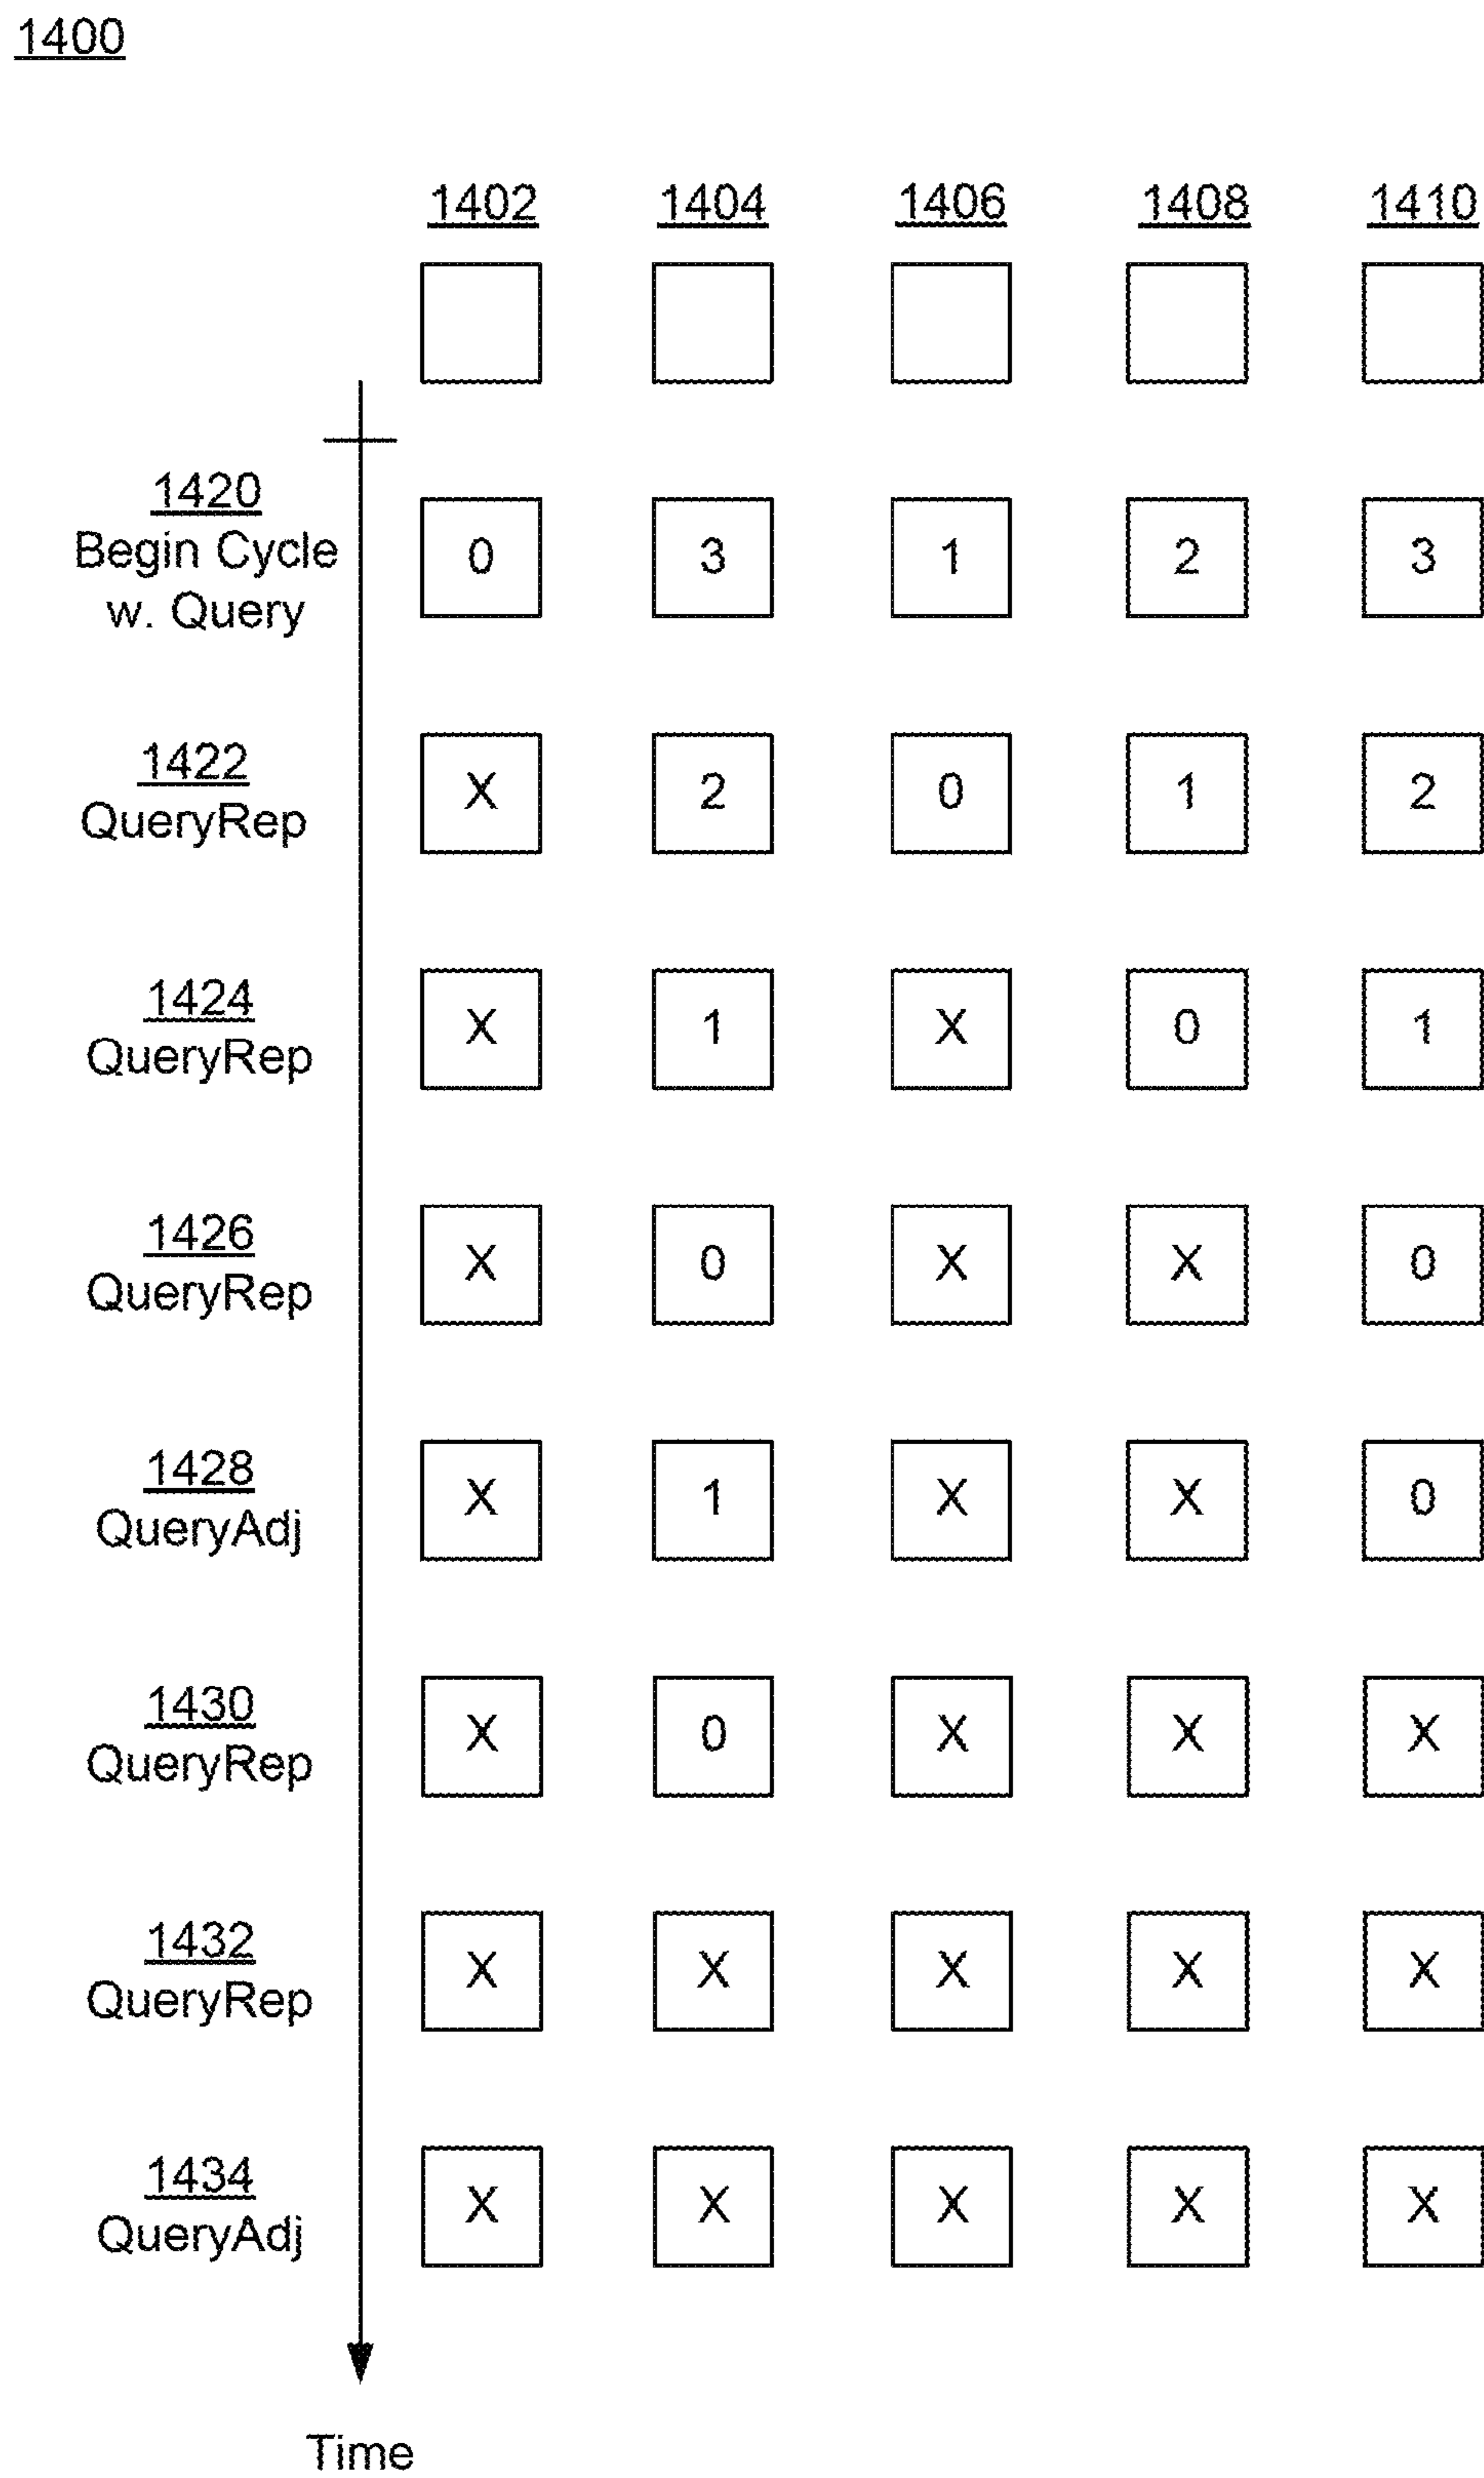 1400
1402 1404 1406 1408 1410
1420
Begin Cycle
w. Query
0 3 1 2 3
1422
QueryRep
X 2 0 1 2
1424
QueryRep
X 1 X 0 1
1426
QueryRep
X 0 X X 0
1428
QueryAdj
X 1 X X 0
1430
QueryRep
X 0 X X X
1432
QueryRep
X X X X X
1434
QueryAdj
X X X X X
Time